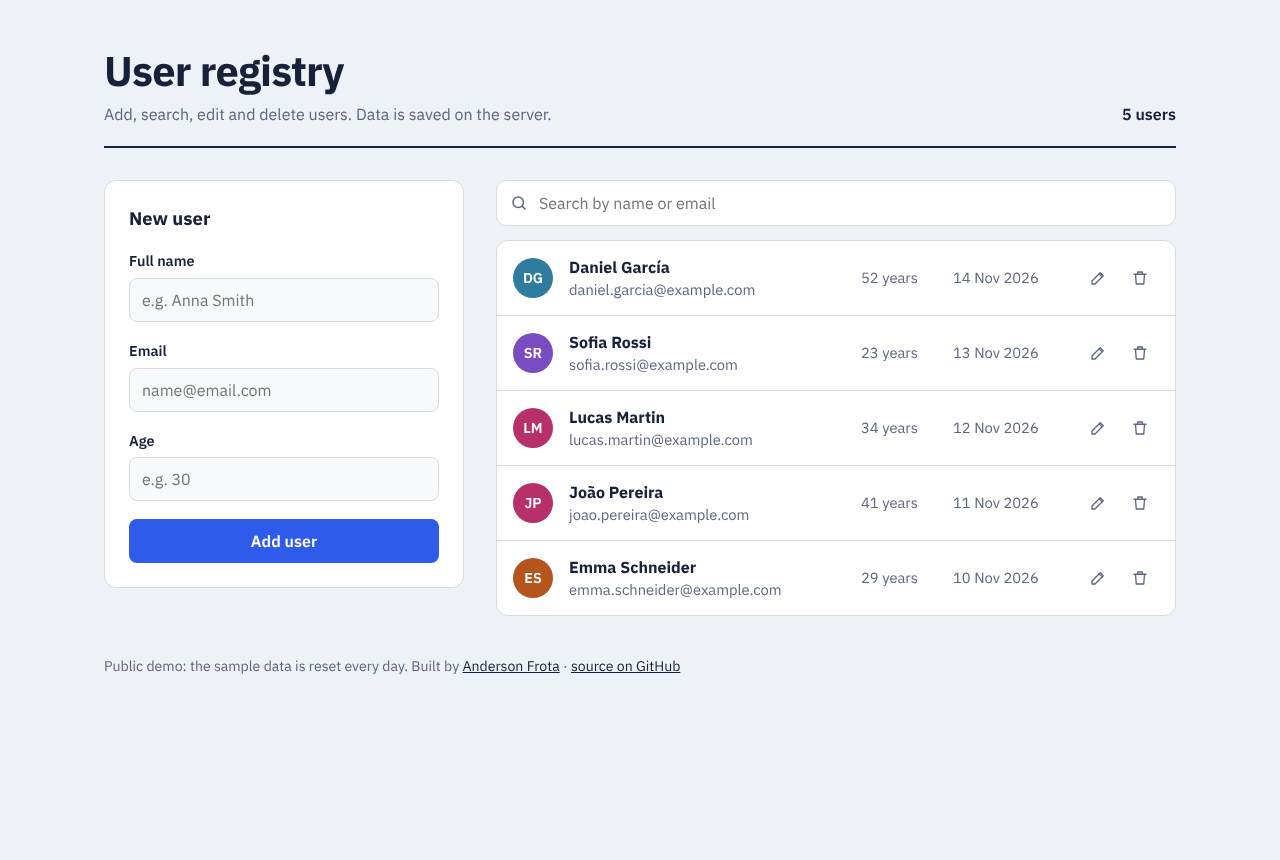 User registry
Add, search, edit and delete users. Data is saved on the server.
5 users
New user
Full name
e.g. Anna Smith
Email
name@email.com
Age
e.g. 30
Add user
Search by name or email
DG
Daniel García
daniel.garcia@example.com
52 years
14 Nov 2026
SR
Sofia Rossi
sofia.rossi@example.com
23 years
13 Nov 2026
LM
Lucas Martin
lucas.martin@example.com
34 years
12 Nov 2026
JP
João Pereira
joao.pereira@example.com
41 years
11 Nov 2026
ES
Emma Schneider
emma.schneider@example.com
29 years
10 Nov 2026
Public demo: the sample data is reset every day. Built by Anderson Frota · source on GitHub